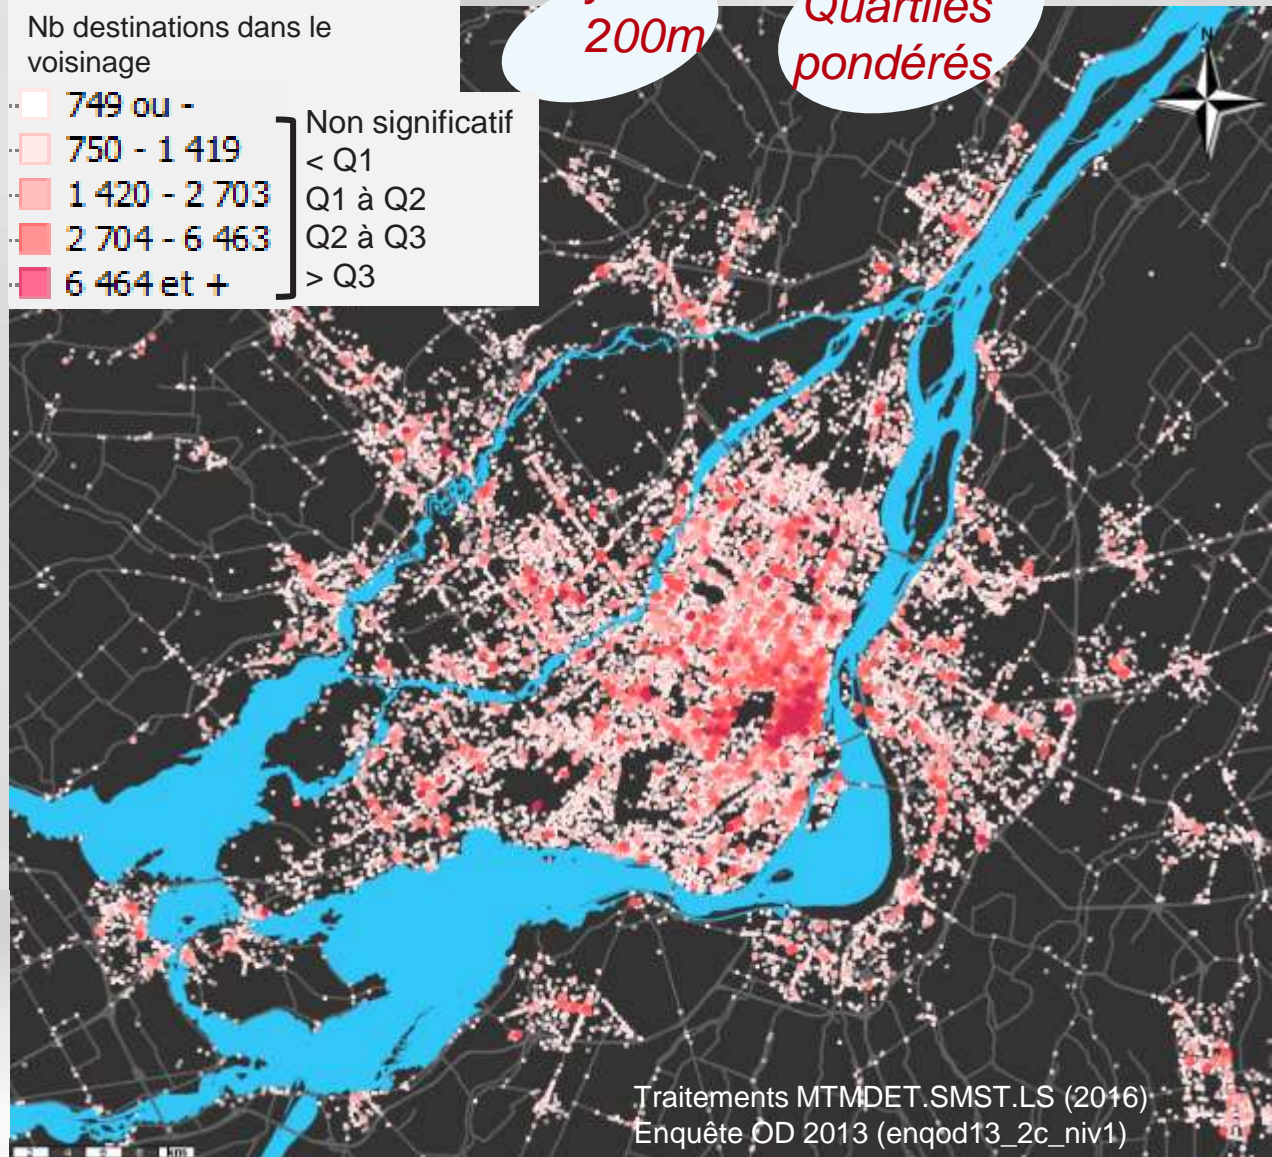 200m
Quartiles
pondérés
Nb destinations dans le
voisinage
749 ou -
750 - 1 419
1 420 - 2 703
2 704 - 6 463
6 464 et +
Non significatif
< Q1
Q1 à Q2
Q2 à Q3
> Q3
N
Traitements MTMDET.SMST.LS (2016)
Enquête OD 2013 (enqod13_2c_niv1)